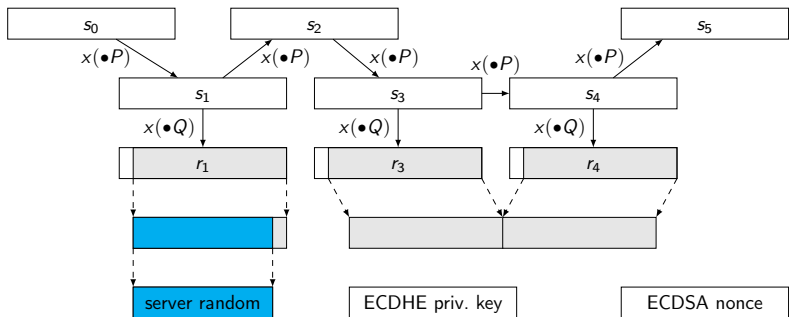 s₀ s₂ s₅
x(•P) x(•P) x(•P) x(•P) x(•P)
s₁ s₃ s₄
x(•Q) x(•Q) x(•Q)
r₁ r₃ r₄
server random ECDHE priv. key ECDSA nonce